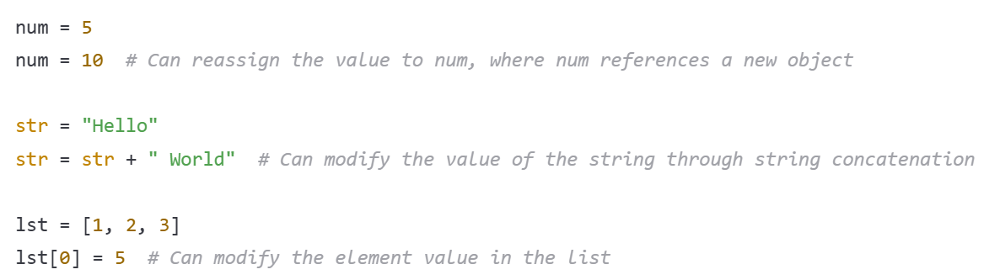 num = 5
num = 10  # Can reassign the value to num, where num references a new object
str = "Hello"
str = str + " World"  # Can modify the value of the string through string concatenation
lst = [1, 2, 3]
lst[0] = 5  # Can modify the element value in the list